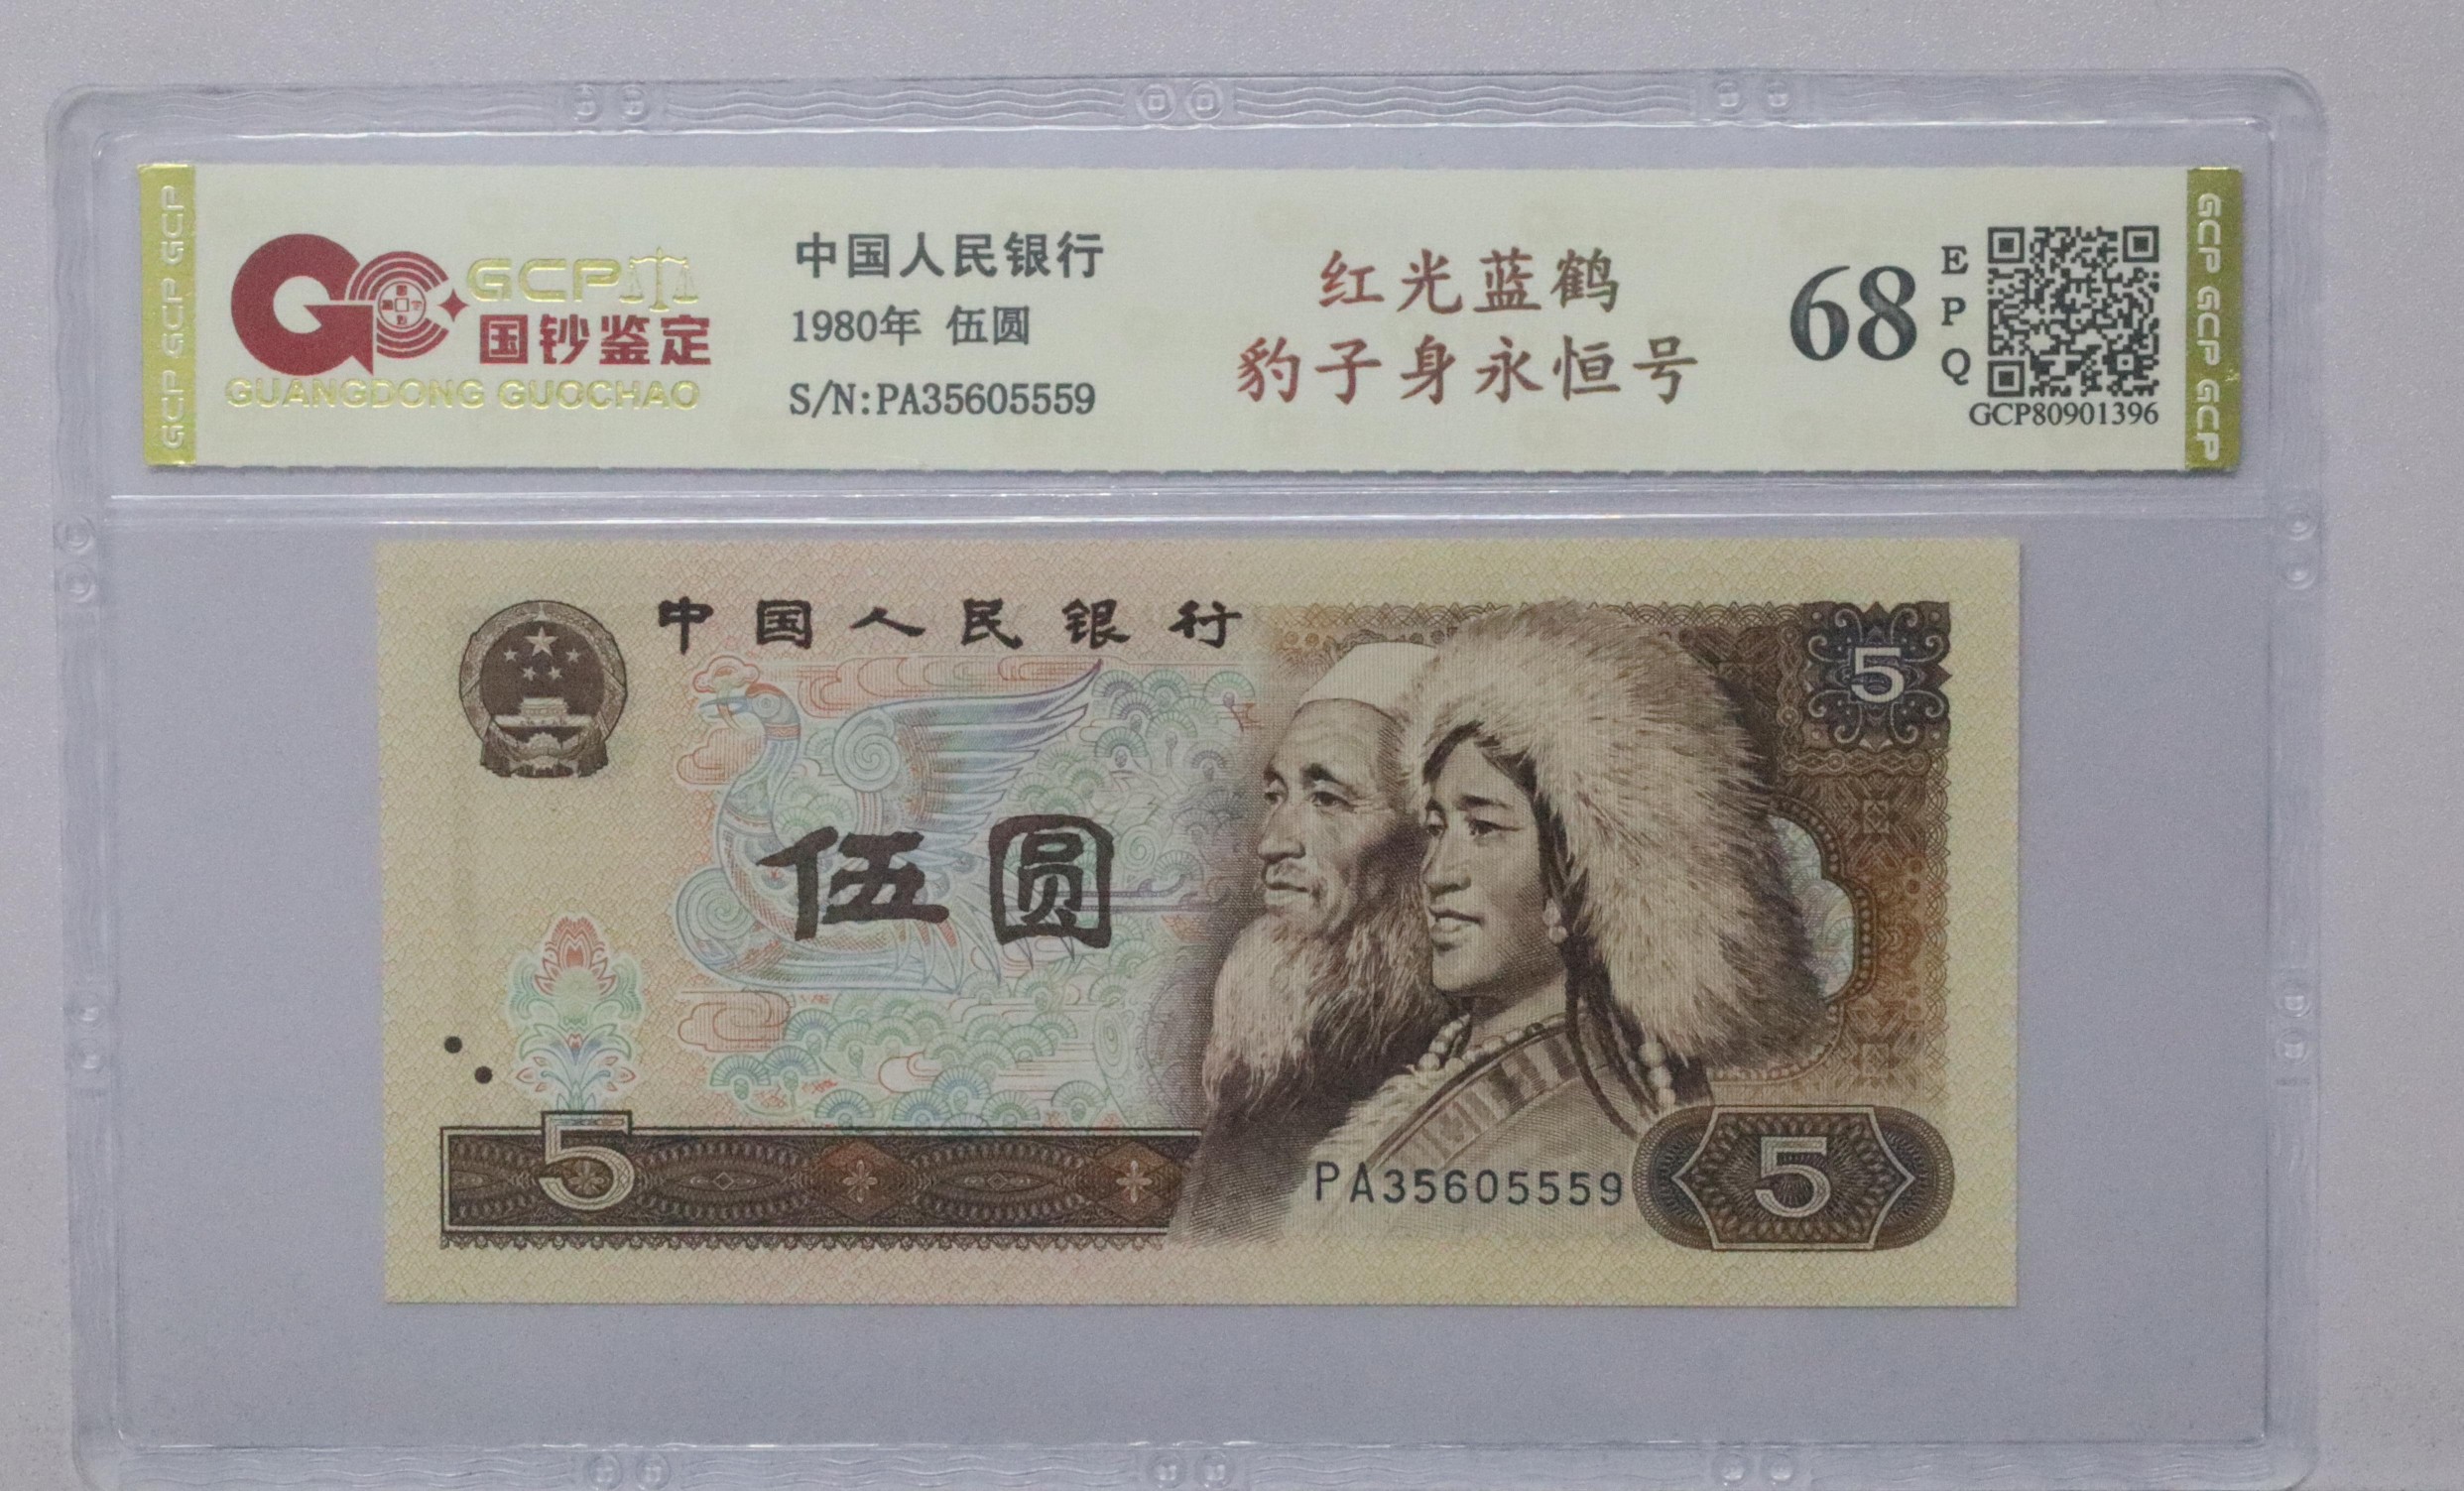 GCP GCP GCP
GCP
国钞鉴定
GUANGDONG GUOCHAO
中国人民银行
1980年 伍圆
S/N:PA35605559
红光蓝鹤
豹子身永恒号
68
E
P
Q
GCP80901396
GCP GCP GCP GCP
中国人民银行
5
伍圆
5
PA35605559
5